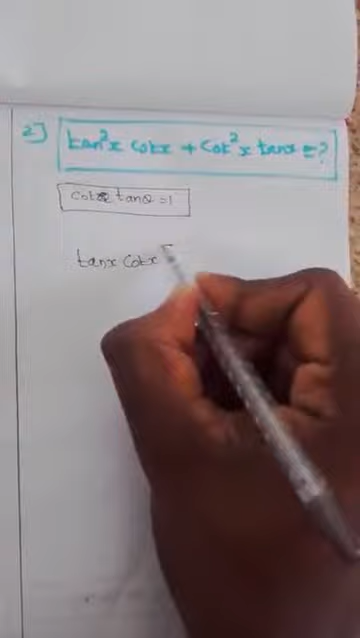 2] tan²x cotx + cot²x tanx = ?
cotθ tanθ = 1
tanx cotx